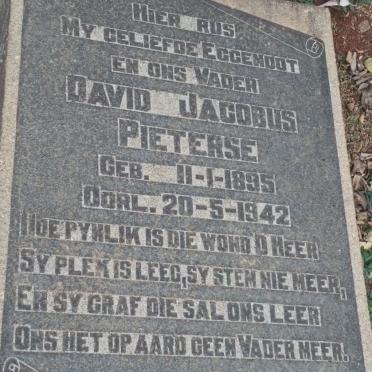 HIER RUS
MY GELIEFDE EGGENOOT
EN ONS VADER
DAVID JACOBUS
PIETERSE
GEB. 11-1-1895
OORL. 20-5-1942
HOE PYNLIK IS DIE WOND O HEER
SY PLEK IS LEEG, SY STEM NIE MEER,
EN SY GRAF DIE SAL ONS LEER
ONS HET OP AARD GEEN VADER MEER.